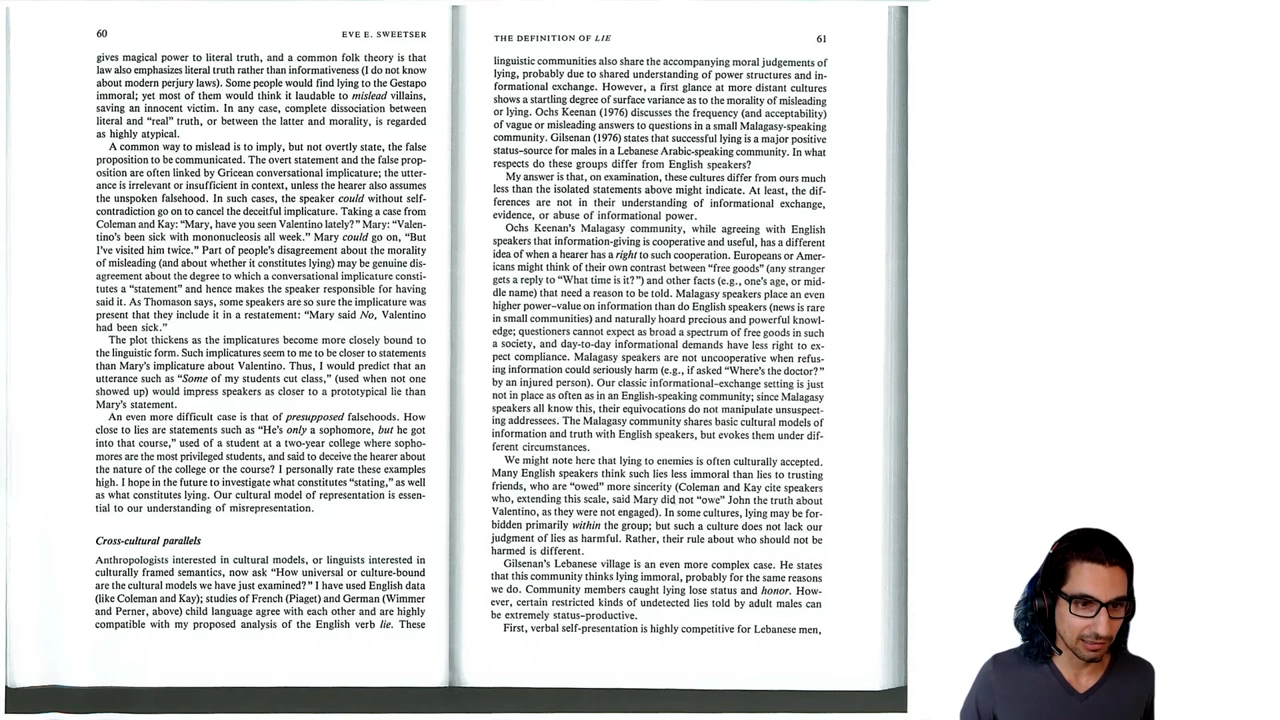 60
EVE E. SWEETSER
gives magical power to literal truth, and a common folk theory is that
law also emphasizes literal truth rather than informativeness (I do not know
about modern perjury laws). Some people would find lying to the Gestapo
immoral; yet most of them would think it laudable to mislead villains,
saving an innocent victim. In any case, complete dissociation between
literal and “real” truth, or between the latter and morality, is regarded
as highly atypical.
A common way to mislead is to imply, but not overtly state, the false
proposition to be communicated. The overt statement and the false prop-
osition are often linked by Gricean conversational implicature; the utter-
ance is irrelevant or insufficient in context, unless the hearer also assumes
the unspoken falsehood. In such cases, the speaker could without self-
contradiction go on to cancel the deceitful implicature. Taking a case from
Coleman and Kay: “Mary, have you seen Valentino lately?” Mary: “Valen-
tino’s been sick with mononucleosis all week.” Mary could go on, “But
I’ve visited him twice.” Part of people’s disagreement about the morality
of misleading (and about whether it constitutes lying) may be genuine dis-
agreement about the degree to which a conversational implicature consti-
tutes a “statement” and hence makes the speaker responsible for having
said it. As Thomason says, some speakers are so sure the implicature was
present that they include it in a restatement: “Mary said No, Valentino
had been sick.”
The plot thickens as the implicatures become more closely bound to
the linguistic form. Such implicatures seem to me to be closer to statements
than Mary’s implicature about Valentino. Thus, I would predict that an
utterance such as “Some of my students cut class,” (used when not one
showed up) would impress speakers as closer to a prototypical lie than
Mary’s statement.
An even more difficult case is that of presupposed falsehoods. How
close to lies are statements such as “He’s only a sophomore, but he got
into that course,” used of a student at a two-year college where sopho-
mores are the most privileged students, and said to deceive the hearer about
the nature of the college or the course? I personally rate these examples
high. I hope in the future to investigate what constitutes “stating,” as well
as what constitutes lying. Our cultural model of representation is essen-
tial to our understanding of misrepresentation.
Cross-cultural parallels
Anthropologists interested in cultural models, or linguists interested in
culturally framed semantics, now ask “How universal or culture-bound
are the cultural models we have just examined?” I have used English data
(like Coleman and Kay); studies of French (Piaget) and German (Wimmer
and Perner, above) child language agree with each other and are highly
compatible with my proposed analysis of the English verb lie. These
THE DEFINITION OF LIE
61
linguistic communities also share the accompanying moral judgements of
lying, probably due to shared understanding of power structures and in-
formational exchange. However, a first glance at more distant cultures
shows a startling degree of surface variance as to the morality of misleading
or lying. Ochs Keenan (1976) discusses the frequency (and acceptability)
of vague or misleading answers to questions in a small Malagasy-speaking
community. Gilsenan (1976) states that successful lying is a major positive
status-source for males in a Lebanese Arabic-speaking community. In what
respects do these groups differ from English speakers?
My answer is that, on examination, these cultures differ from ours much
less than the isolated statements above might indicate. At least, the dif-
ferences are not in their understanding of informational exchange,
evidence, or abuse of informational power.
Ochs Keenan’s Malagasy community, while agreeing with English
speakers that information-giving is cooperative and useful, has a different
idea of when a hearer has a right to such cooperation. Europeans or Amer-
icans might think of their own contrast between “free goods” (any stranger
gets a reply to “What time is it?”) and other facts (e.g., one’s age, or mid-
dle name) that need a reason to be told. Malagasy speakers place an even
higher power-value on information than do English speakers (news is rare
in small communities) and naturally hoard precious and powerful knowl-
edge; questioners cannot expect as broad a spectrum of free goods in such
a society, and day-to-day informational demands have less right to ex-
pect compliance. Malagasy speakers are not uncooperative when refus-
ing information could seriously harm (e.g., if asked “Where’s the doctor?”
by an injured person). Our classic informational-exchange setting is just
not in place as often as in an English-speaking community; since Malagasy
speakers all know this, their equivocations do not manipulate unsuspect-
ing addressees. The Malagasy community shares basic cultural models of
information and truth with English speakers, but evokes them under dif-
ferent circumstances.
We might note here that lying to enemies is often culturally accepted.
Many English speakers think such lies less immoral than lies to trusting
friends, who are “owed” more sincerity (Coleman and Kay cite speakers
who, extending this scale, said Mary did not “owe” John the truth about
Valentino, as they were not engaged). In some cultures, lying may be for-
bidden primarily within the group; but such a culture does not lack our
judgment of lies as harmful. Rather, their rule about who should not be
harmed is different.
Gilsenan’s Lebanese village is an even more complex case. He states
that this community thinks lying immoral, probably for the same reasons
we do. Community members caught lying lose status and honor. How-
ever, certain restricted kinds of undetected lies told by adult males can
be extremely status-productive.
First, verbal self-presentation is highly competitive for Lebanese men,